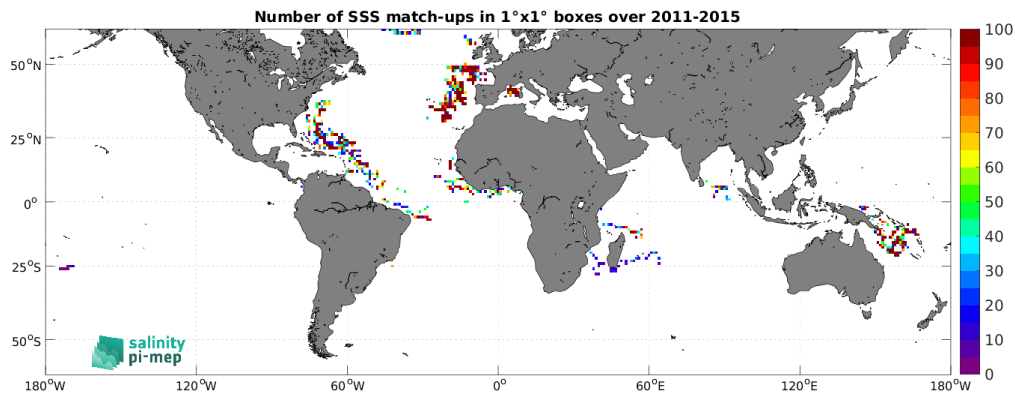 Number of SSS match-ups in 1°x1° boxes over 2011-2015
50°N
25°N
0°
25°S
50°S
180°W
120°W
60°W
0°
60°E
120°E
180°W
100
90
80
70
60
50
40
30
20
10
0
salinity
pi-mep